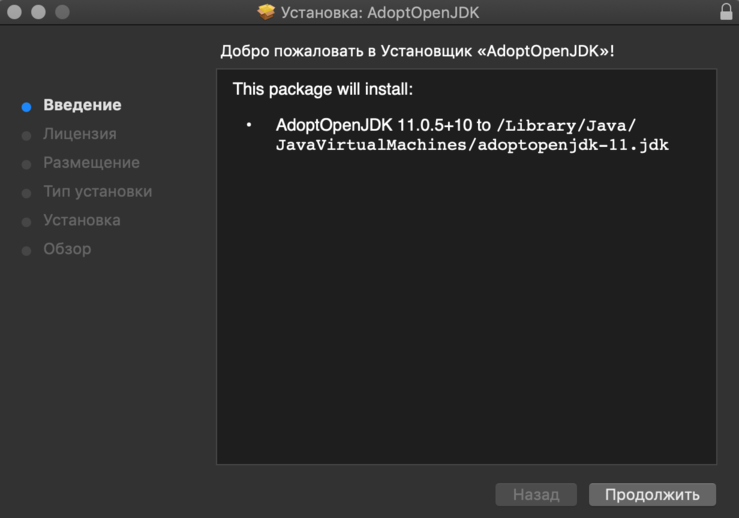 Установка: AdoptOpenJDK
Добро пожаловать в Установщик «AdoptOpenJDK»!
Введение
Лицензия
Размещение
Тип установки
Установка
Обзор
This package will install:
• AdoptOpenJDK 11.0.5+10 to /Library/Java/
JavaVirtualMachines/adoptopenjdk-11.jdk
Назад
Продолжить